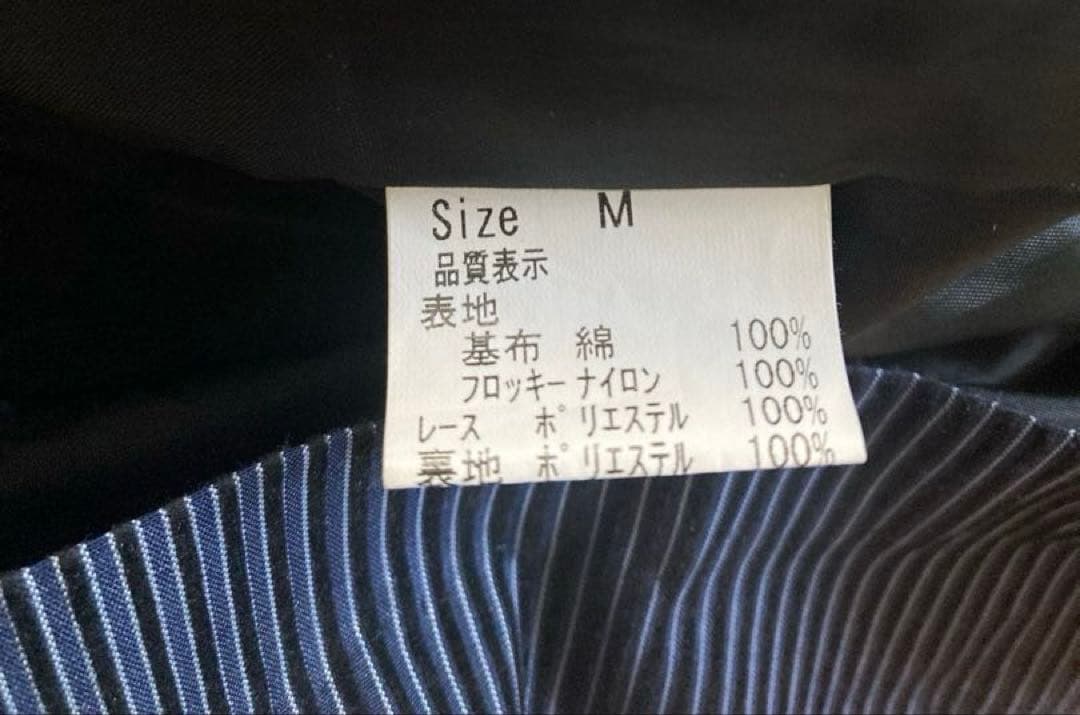 Size M
品質表示
表地
基布 綿 100%
フロッキーナイロン 100%
レース ポリエステル 100%
裏地 ポリエステル 100%